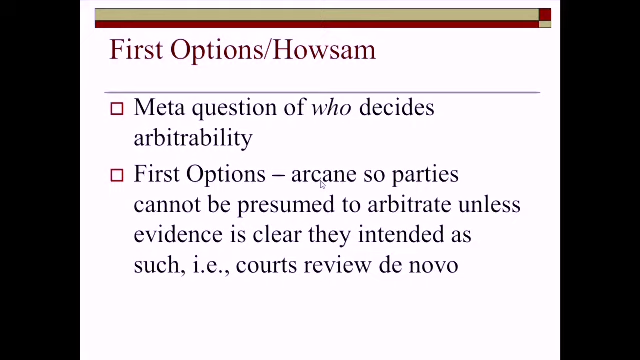 First Options/Howsam
Meta question of who decides
arbitrability
First Options – arcane so parties
cannot be presumed to arbitrate unless
evidence is clear they intended as
such, i.e., courts review de novo